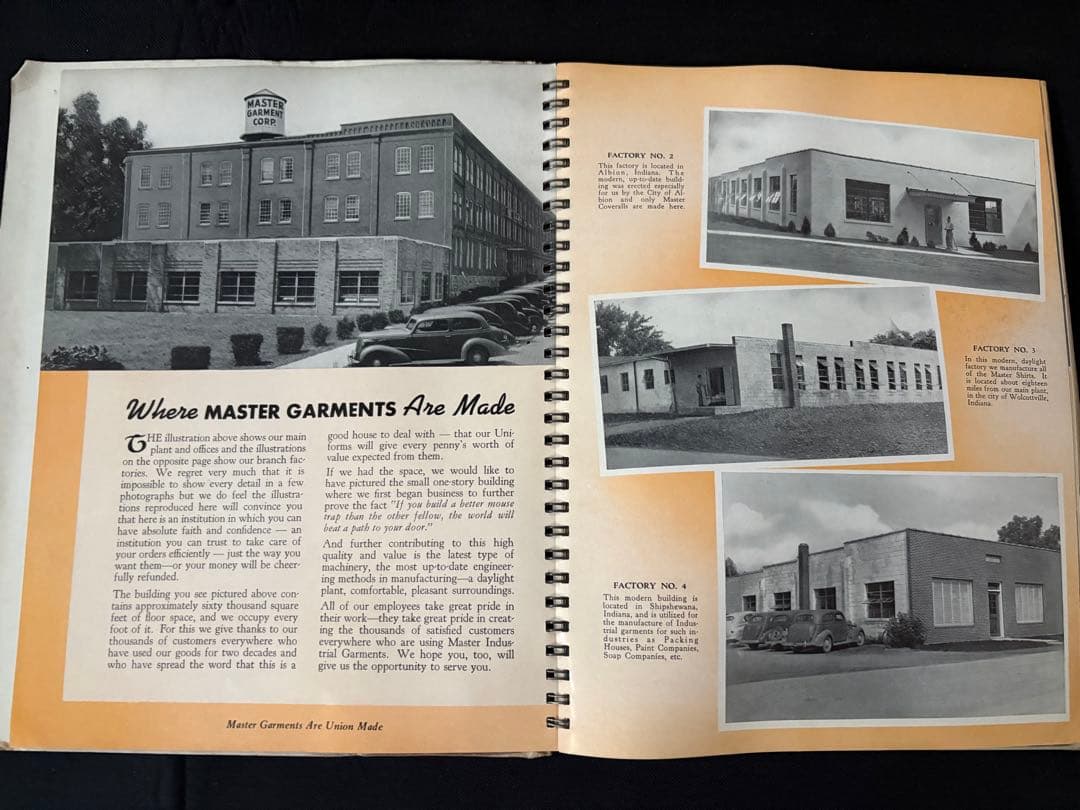 MASTER
GARMENT
CORP.
Where MASTER GARMENTS Are Made
THE illustration above shows our main
plant and offices and the illustrations
on the opposite page show our branch fac-
tories. We regret very much that it is
impossible to show every detail in a few
photographs but we do feel the illustra-
tions reproduced here will convince you
that here is an institution in which you can
have absolute faith and confidence — an
institution you can trust to take care of
your orders efficiently — just the way you
want them—or your money will be cheer-
fully refunded.
The building you see pictured above con-
tains approximately sixty thousand square
feet of floor space, and we occupy every
foot of it. For this we give thanks to our
thousands of customers everywhere who
have used our goods for two decades and
who have spread the word that this is a
good house to deal with — that our Uni-
forms will give every penny's worth of
value expected from them.
If we had the space, we would like to
have pictured the small one-story building
where we first began business to further
prove the fact "If you build a better mouse
trap than the other fellow, the world will
beat a path to your door."
And further contributing to this high
quality and value is the latest type of
machinery, the most up-to-date engineer-
ing methods in manufacturing—a daylight
plant, comfortable, pleasant surroundings.
All of our employees take great pride in
their work—they take great pride in creat-
ing the thousands of satisfied customers
everywhere who are using Master Indus-
trial Garments. We hope you, too, will
give us the opportunity to serve you.
Master Garments Are Union Made
FACTORY NO. 2
This factory is located in
Albion, Indiana. The
modern, up-to-date build-
ing was erected especially
for us by the City of Al-
bion and only Master
Coveralls are made here.
FACTORY NO. 3
In this modern, daylight
factory we manufacture all
of the Master Shirts. It
is located about eighteen
miles from our main plant,
in the city of Wolcottville,
Indiana.
FACTORY NO. 4
This modern building is
located in Shipshewana,
Indiana, and is utilized for
the manufacture of Indus-
trial garments for such in-
dustries as Packing
Houses, Paint Companies,
Soap Companies, etc.